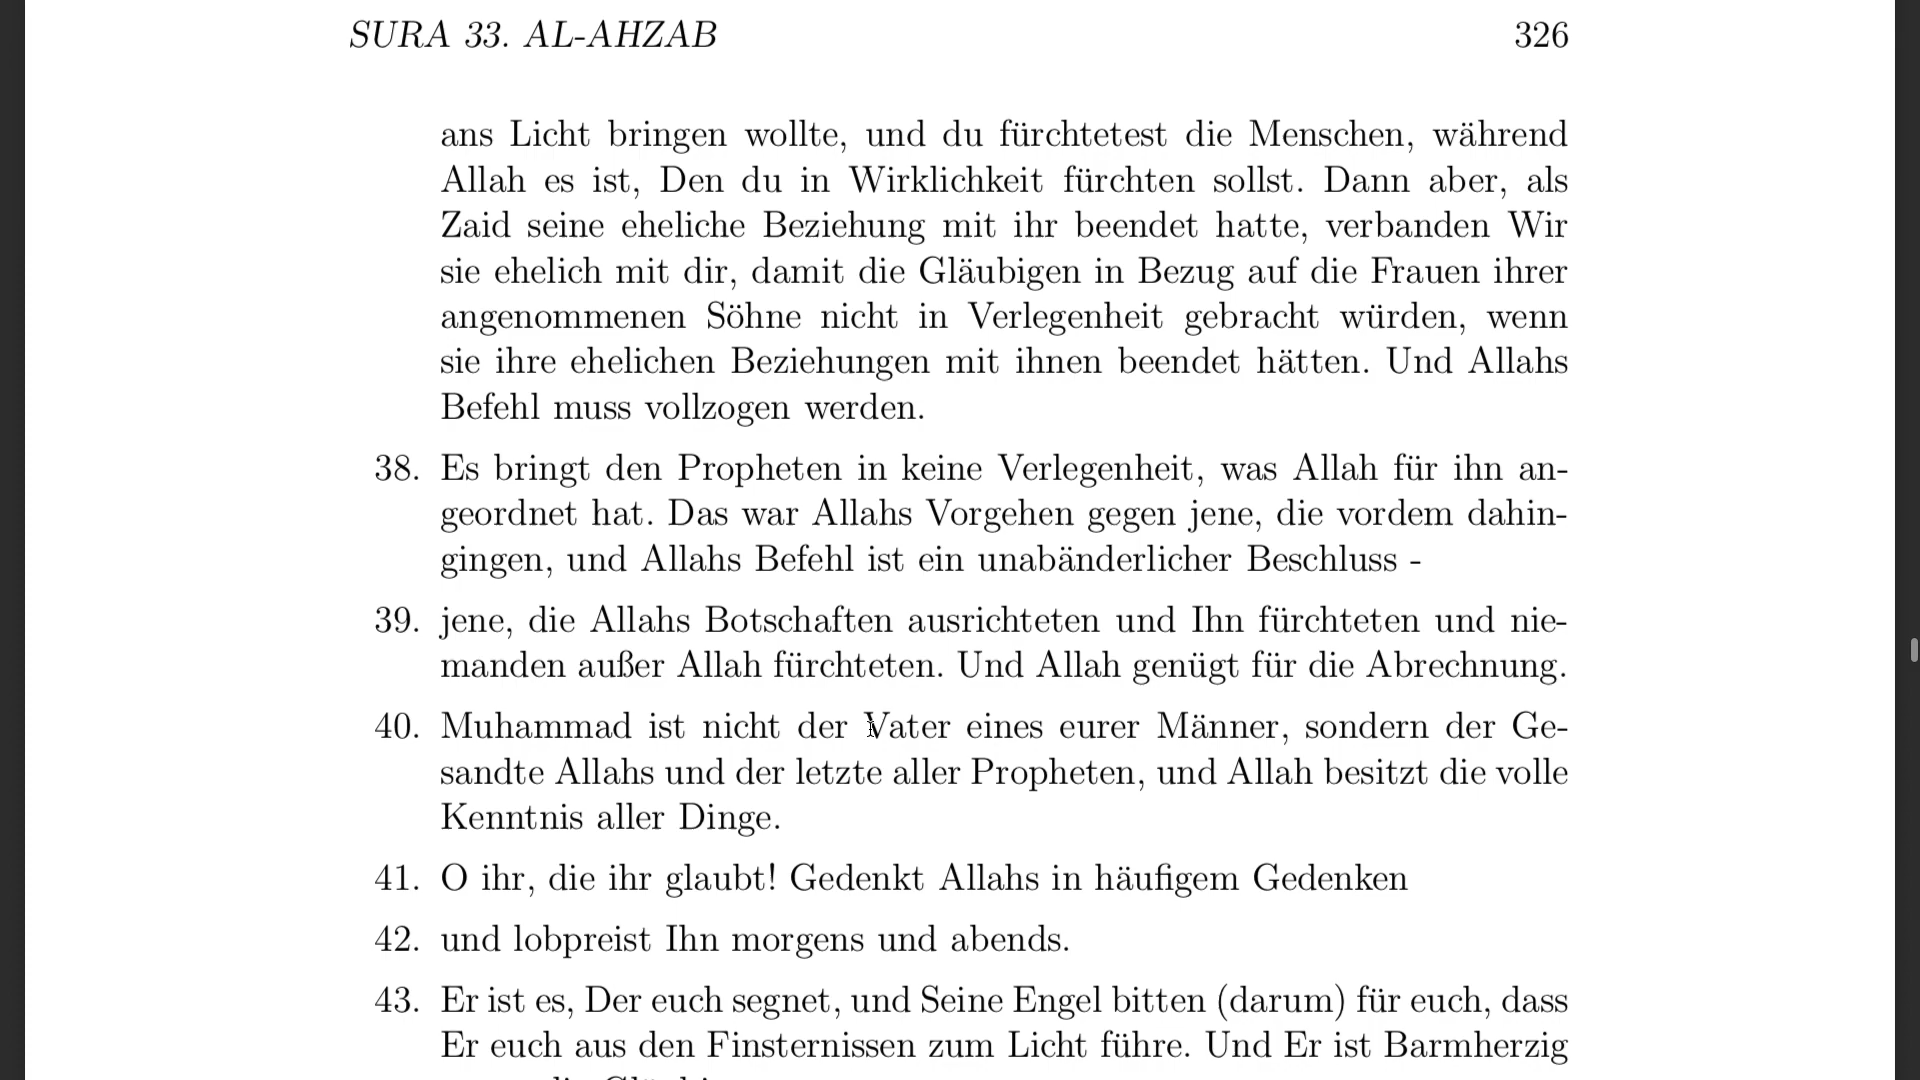 SURA 33. AL-AHZAB 326
ans Licht bringen wollte, und du fürchtetest die Menschen, während
Allah es ist, Den du in Wirklichkeit fürchten sollst. Dann aber, als
Zaid seine eheliche Beziehung mit ihr beendet hatte, verbanden Wir
sie ehelich mit dir, damit die Gläubigen in Bezug auf die Frauen ihrer
angenommenen Söhne nicht in Verlegenheit gebracht würden, wenn
sie ihre ehelichen Beziehungen mit ihnen beendet hätten. Und Allahs
Befehl muss vollzogen werden.
38. Es bringt den Propheten in keine Verlegenheit, was Allah für ihn an-
geordnet hat. Das war Allahs Vorgehen gegen jene, die vordem dahin-
gingen, und Allahs Befehl ist ein unabänderlicher Beschluss -
39. jene, die Allahs Botschaften ausrichteten und Ihn fürchteten und nie-
manden außer Allah fürchteten. Und Allah genügt für die Abrechnung.
40. Muhammad ist nicht der Vater eines eurer Männer, sondern der Ge-
sandte Allahs und der letzte aller Propheten, und Allah besitzt die volle
Kenntnis aller Dinge.
41. O ihr, die ihr glaubt! Gedenkt Allahs in häufigem Gedenken
42. und lobpreist Ihn morgens und abends.
43. Er ist es, Der euch segnet, und Seine Engel bitten (darum) für euch, dass
Er euch aus den Finsternissen zum Licht führe. Und Er ist Barmherzig